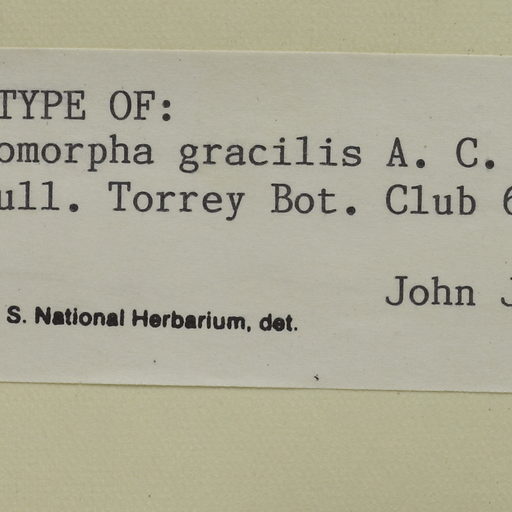 TYPE OF:
omorpha gracilis A. C.
ull. Torrey Bot. Club 6
John J
S. National Herbarium, det.